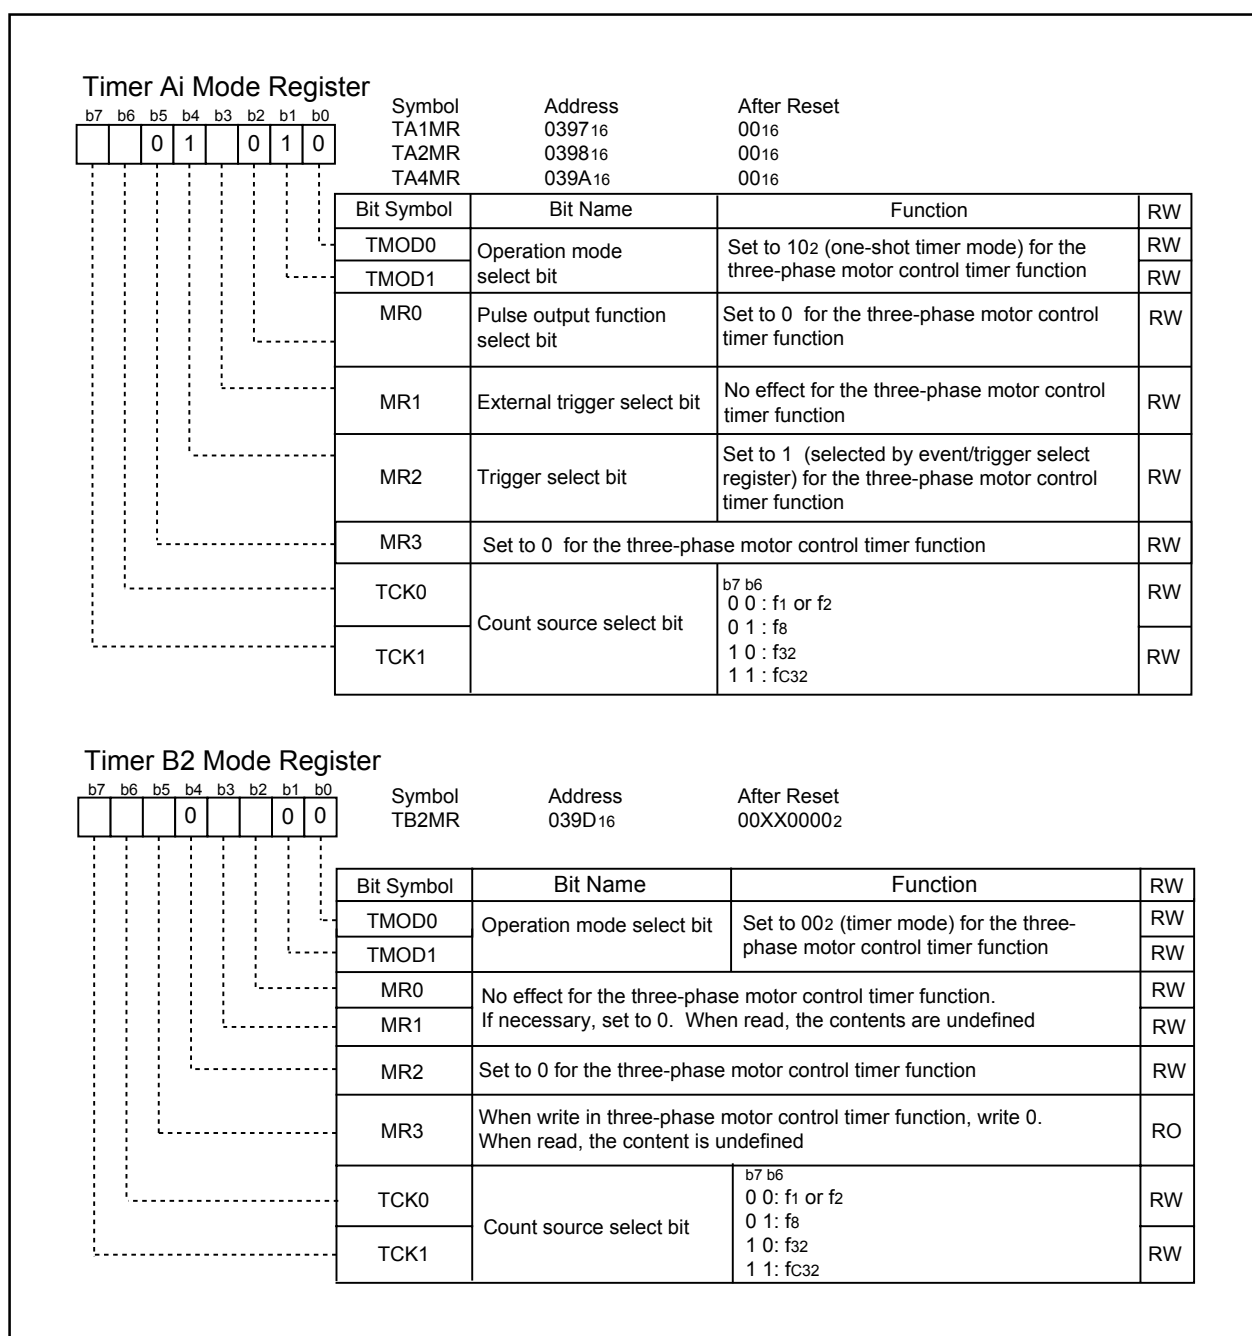 Timer Ai Mode Register
b7 b6 b5 b4 b3 b2 b1 b0
0 1 0 1 0
Symbol Address After Reset
TA1MR 039716 0016
TA2MR 039816 0016
TA4MR 039A16 0016
Bit Symbol Bit Name Function RW
TMOD0 RW
TMOD1 RW
Operation mode
select bit
Set to 102 (one-shot timer mode) for the
three-phase motor control timer function
MR0 RW
Pulse output function
select bit
Set to 0 for the three-phase motor control
timer function
MR1 External trigger select bit RW
No effect for the three-phase motor control
timer function
MR2 Trigger select bit RW
Set to 1 (selected by event/trigger select
register) for the three-phase motor control
timer function
MR3 Set to 0 for the three-phase motor control timer function RW
TCK0 RW
TCK1 RW
Count source select bit
b7 b6
0 0 : f1 or f2
0 1 : f8
1 0 : f32
1 1 : fC32
Timer B2 Mode Register
b7 b6 b5 b4 b3 b2 b1 b0
0 0 0
Symbol Address After Reset
TB2MR 039D16 00XX00002
Bit Symbol Bit Name Function RW
TMOD0 RW
TMOD1 RW
Operation mode select bit
Set to 002 (timer mode) for the three-
phase motor control timer function
MR0 RW
MR1 RW
No effect for the three-phase motor control timer function.
If necessary, set to 0. When read, the contents are undefined
MR2 Set to 0 for the three-phase motor control timer function RW
MR3 RO
When write in three-phase motor control timer function, write 0.
When read, the content is undefined
TCK0 RW
TCK1 RW
Count source select bit
b7 b6
0 0: f1 or f2
0 1: f8
1 0: f32
1 1: fC32